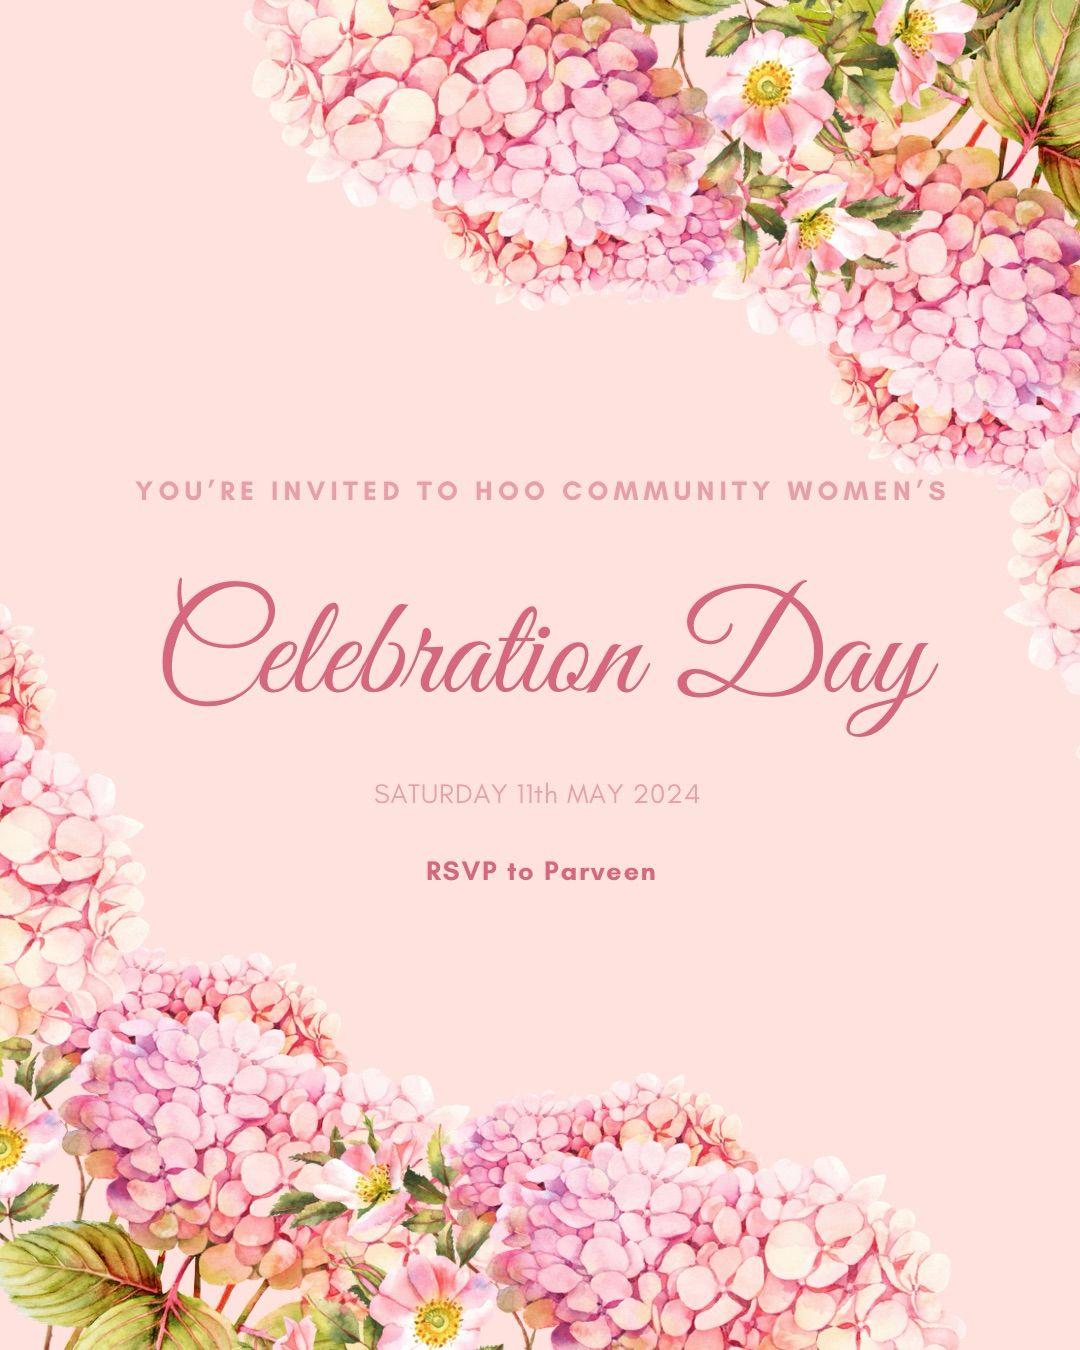 YOU’RE INVITED TO HOO COMMUNITY WOMEN’S
Celebration Day
SATURDAY 11th MAY 2024
RSVP to Parveen